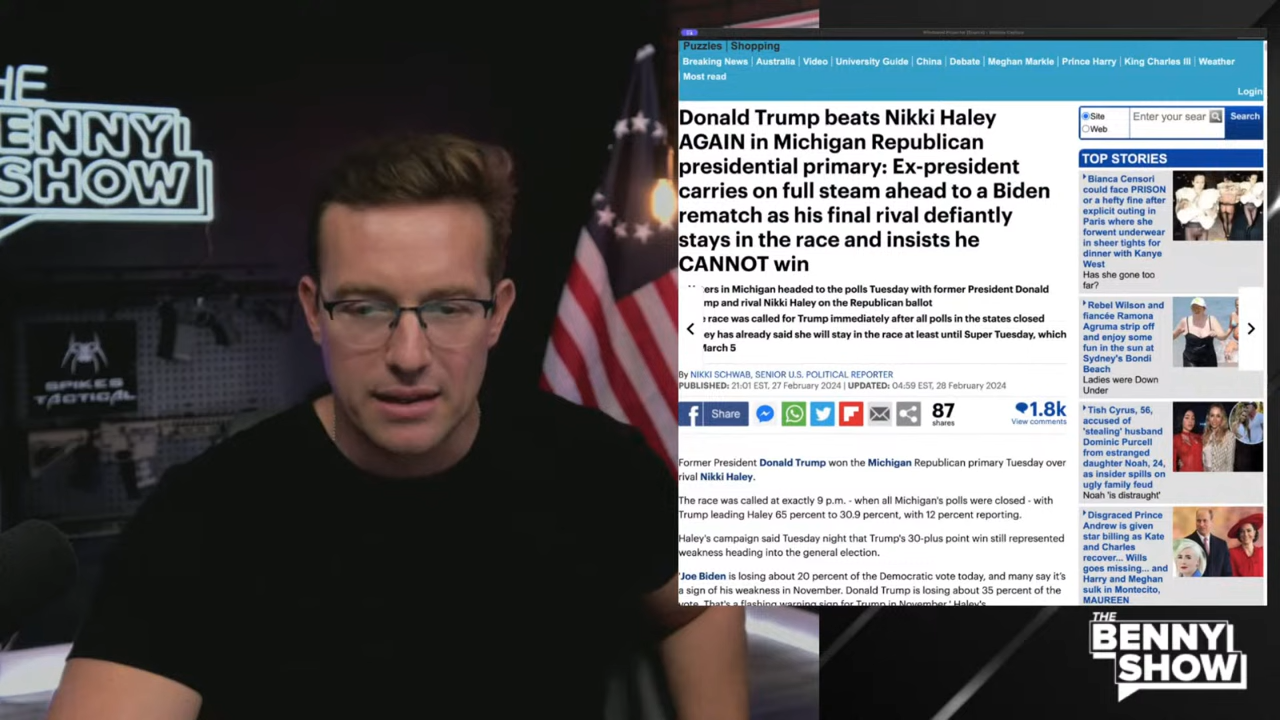 THE
BENNY
SHOW
SPIKES
TACTICAL
Puzzles | Shopping
Breaking News | Australia | Video | University Guide | China | Debate | Meghan Markle | Prince Harry | King Charles III | Weather
Most read
Login
Donald Trump beats Nikki Haley
AGAIN in Michigan Republican
presidential primary: Ex-president
carries on full steam ahead to a Biden
rematch as his final rival defiantly
stays in the race and insists he
CANNOT win
ers in Michigan headed to the polls Tuesday with former President Donald
mp and rival Nikki Haley on the Republican ballot
race was called for Trump immediately after all polls in the states closed
ey has already said she will stay in the race at least until Super Tuesday, which
March 5
By NIKKI SCHWAB, SENIOR U.S. POLITICAL REPORTER
PUBLISHED: 21:01 EST, 27 February 2024 | UPDATED: 04:59 EST, 28 February 2024
Share
87
shares
1.8k
View comments
Former President Donald Trump won the Michigan Republican primary Tuesday over
rival Nikki Haley.
The race was called at exactly 9 p.m. - when all Michigan's polls were closed - with
Trump leading Haley 65 percent to 30.9 percent, with 12 percent reporting.
Haley's campaign said Tuesday night that Trump's 30-plus point win still represented
weakness heading into the general election.
'Joe Biden is losing about 20 percent of the Democratic vote today, and many say it's
a sign of his weakness in November. Donald Trump is losing about 35 percent of the
vote. That's a flashing warning sign for Trump in November,' Haley's
Site
Web
Enter your sear
Search
TOP STORIES
Bianca Censori
could face PRISON
or a hefty fine after
explicit outing in
Paris where she
forwent underwear
in sheer tights for
dinner with Kanye
West
Has she gone too
far?
Rebel Wilson and
fiancée Ramona
Agruma strip off
and enjoy some
fun in the sun at
Sydney's Bondi
Beach
Ladies were Down
Under
Tish Cyrus, 56,
accused of
'stealing' husband
Dominic Purcell
from estranged
daughter Noah, 24,
as insider spills on
ugly family feud
Noah 'is distraught'
Disgraced Prince
Andrew is given
star billing as Kate
and Charles
recover... Wills
goes missing... and
Harry and Meghan
sulk in Montecito,
MAUREEN
THE
BENNY
SHOW